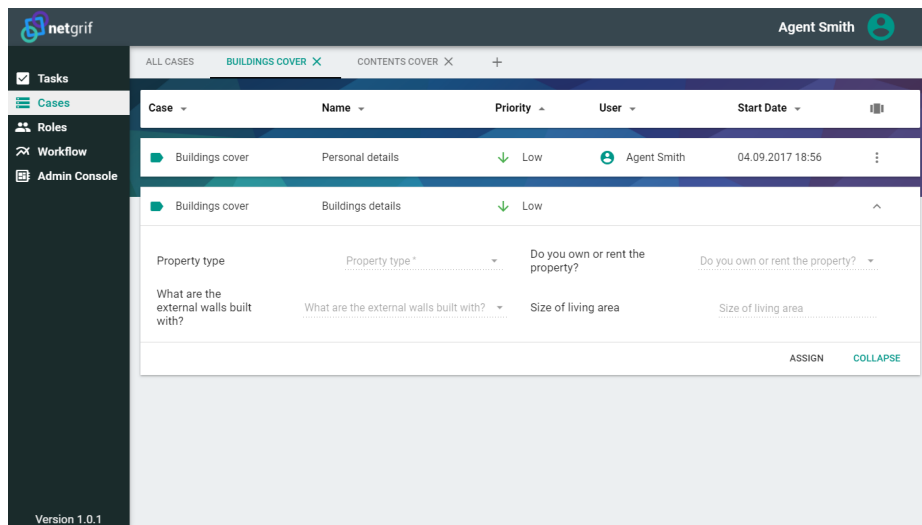 netgrif
Agent Smith
ALL CASES BUILDINGS COVER CONTENTS COVER
Tasks
Cases
Roles
Workflow
Admin Console
Case Name Priority User Start Date
Buildings cover Personal details Low Agent Smith 04.09.2017 18:56
Buildings cover Buildings details Low
Property type Property type * Do you own or rent the
property? Do you own or rent the property?
What are the
external walls built
with? What are the external walls built with? Size of living area Size of living area
ASSIGN COLLAPSE
Version 1.0.1